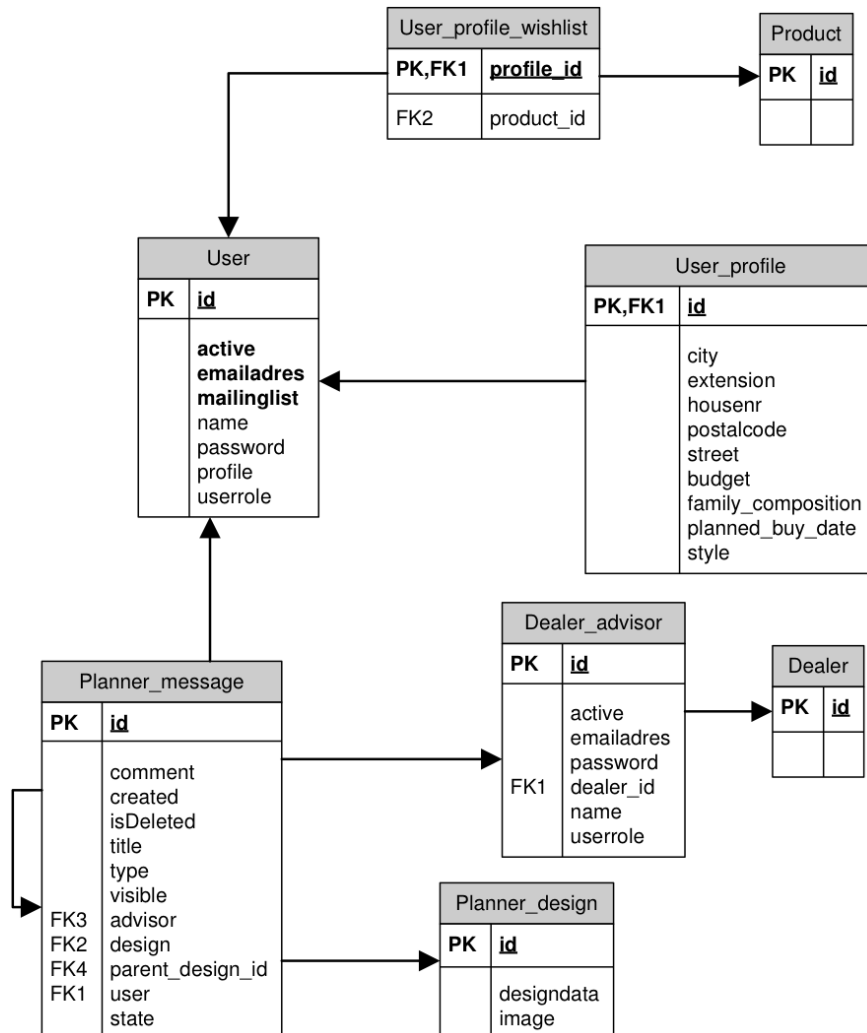 User_profile_wishlist
PK,FK1 profile_id
FK2 product_id
Product
PK id
User
PK id
active
emailadres
mailinglist
name
password
profile
userrole
User_profile
PK,FK1 id
city
extension
housenr
postalcode
street
budget
family_composition
planned_buy_date
style
Planner_message
PK id
comment
created
isDeleted
title
type
visible
FK3 advisor
FK2 design
FK4 parent_design_id
FK1 user
state
Dealer_advisor
PK id
active
emailadres
password
FK1 dealer_id
name
userrole
Dealer
PK id
Planner_design
PK id
designdata
image